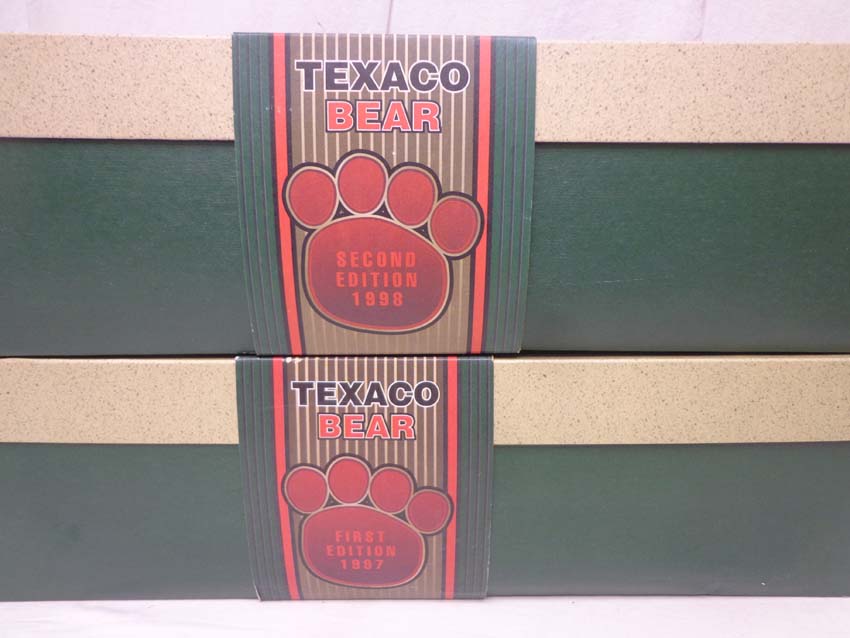 TEXACO
BEAR
SECOND
EDITION
1998
TEXACO
BEAR
FIRST
EDITION
1997